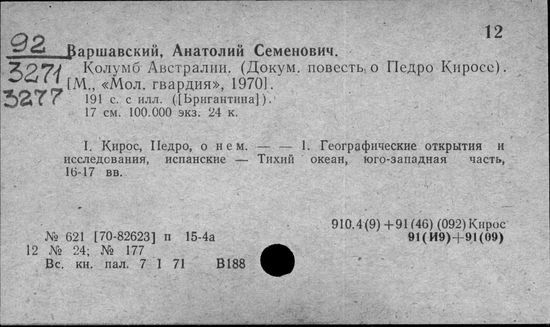 12
92
3271
3277
Варшавский, Анатолий Семенович.
Колумб Австралии. (Докум. повесть о Педро Киросе).
[М., «Мол. гвардия», 1970].
191 с. с илл. ([Бригантина]).
17 см. 100.000 экз. 24 к.
I. Кирос, Педро, о нем. — — 1. Географические открытия и
исследования, испанские — Тихий океан, юго-западная часть,
16-17 вв.
910.4(9)+91(46)(092)Кирос
№ 621 [70-82623] п 15-4а 91(И9)+91(09)
12 № 24; № 177
Вс. кн. пал. 7 I 71 В188